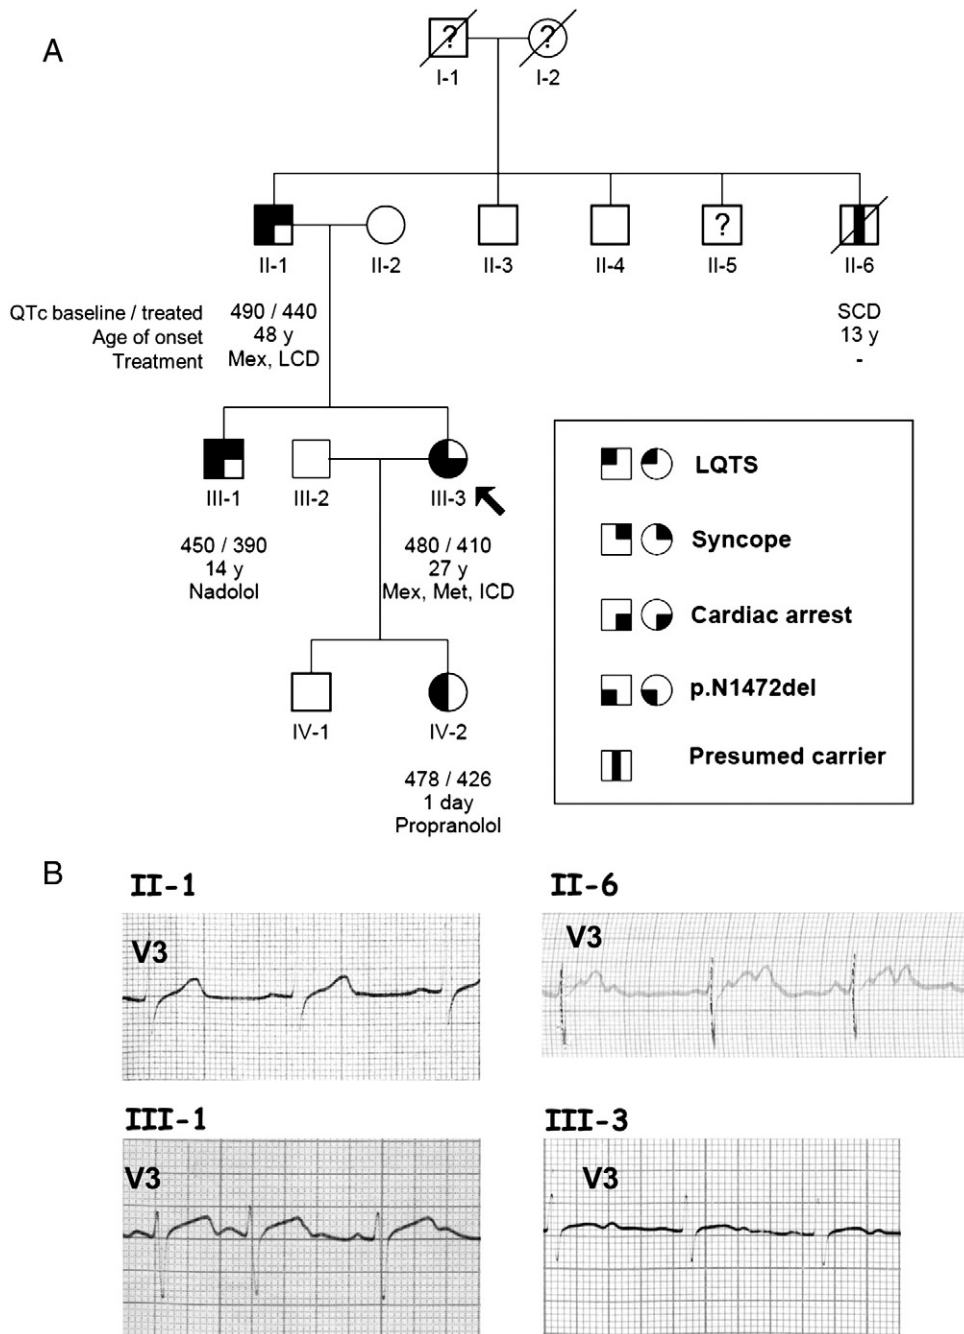 A
?
?
I-1
I-2
?
II-1
II-2
II-3
II-4
II-5
II-6
QTc baseline / treated
490 / 440
SCD
Age of onset
48 y
13 y
Treatment
Mex, LCD
-
III-1
III-2
III-3
450 / 390
480 / 410
14 y
27 y
Nadolol
Mex, Met, ICD
IV-1
IV-2
478 / 426
1 day
Propranolol
LQTS
Syncope
Cardiac arrest
p.N1472del
Presumed carrier
B
II-1
II-6
V3
V3
III-1
III-3
V3
V3